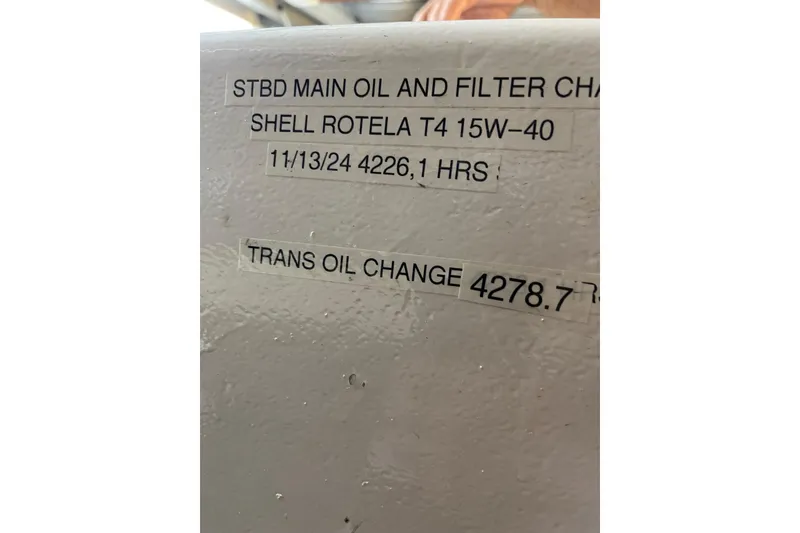 STBD MAIN OIL AND FILTER CHA
SHELL ROTELA T4 15W-40
11/13/24 4226,1 HRS
TRANS OIL CHANGE 4278.7